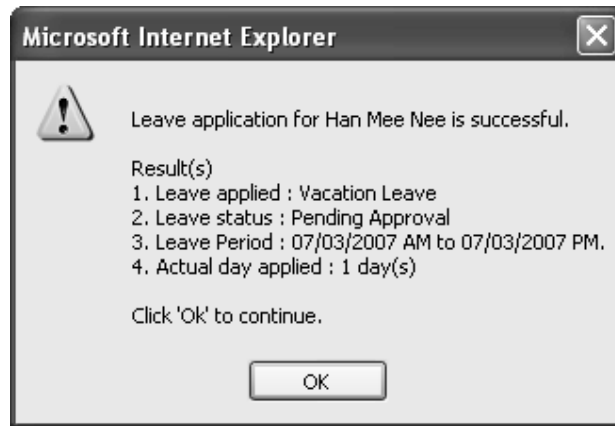 Microsoft Internet Explorer
Leave application for Han Mee Nee is successful.
Result(s)
1. Leave applied : Vacation Leave
2. Leave status : Pending Approval
3. Leave Period : 07/03/2007 AM to 07/03/2007 PM.
4. Actual day applied : 1 day(s)
Click 'Ok' to continue.
OK